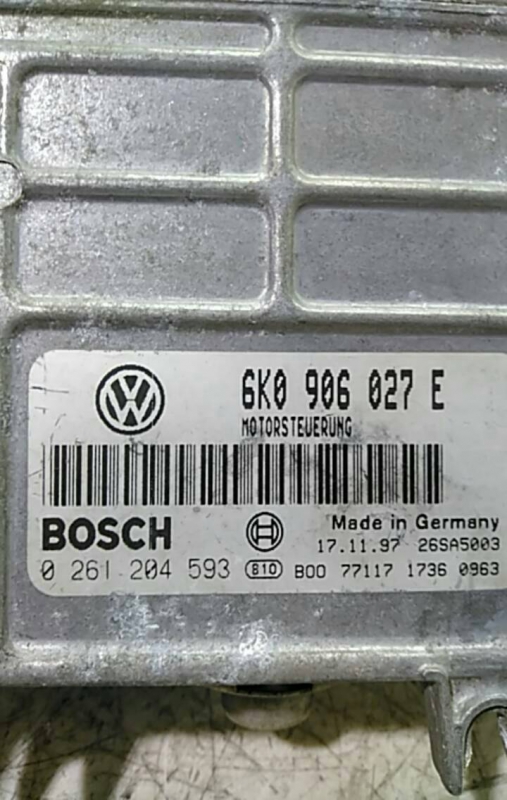 6K0 906 027 E
MOTORSTEUERUNG
BOSCH
Made in Germany
17.11.97 26SA5003
0 261 204 593 810 B00 77117 1736 0963